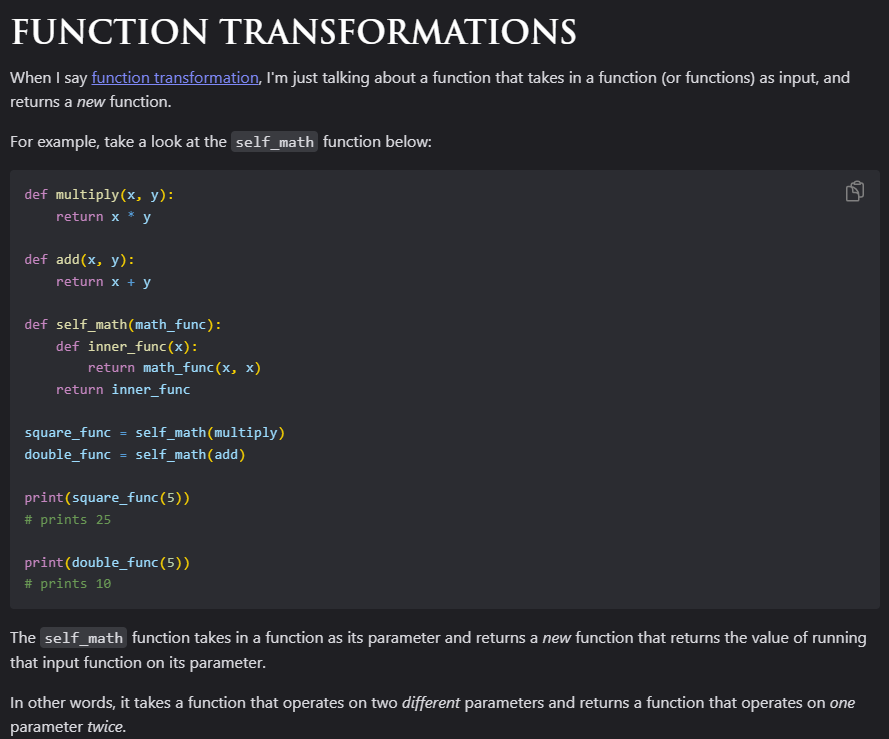 FUNCTION TRANSFORMATIONS
When I say function transformation, I'm just talking about a function that takes in a function (or functions) as input, and
returns a new function.
For example, take a look at the self_math function below:
def multiply(x, y):
    return x * y
def add(x, y):
    return x + y
def self_math(math_func):
    def inner_func(x):
        return math_func(x, x)
    return inner_func
square_func = self_math(multiply)
double_func = self_math(add)
print(square_func(5))
# prints 25
print(double_func(5))
# prints 10
The self_math function takes in a function as its parameter and returns a new function that returns the value of running
that input function on its parameter.
In other words, it takes a function that operates on two different parameters and returns a function that operates on one
parameter twice.